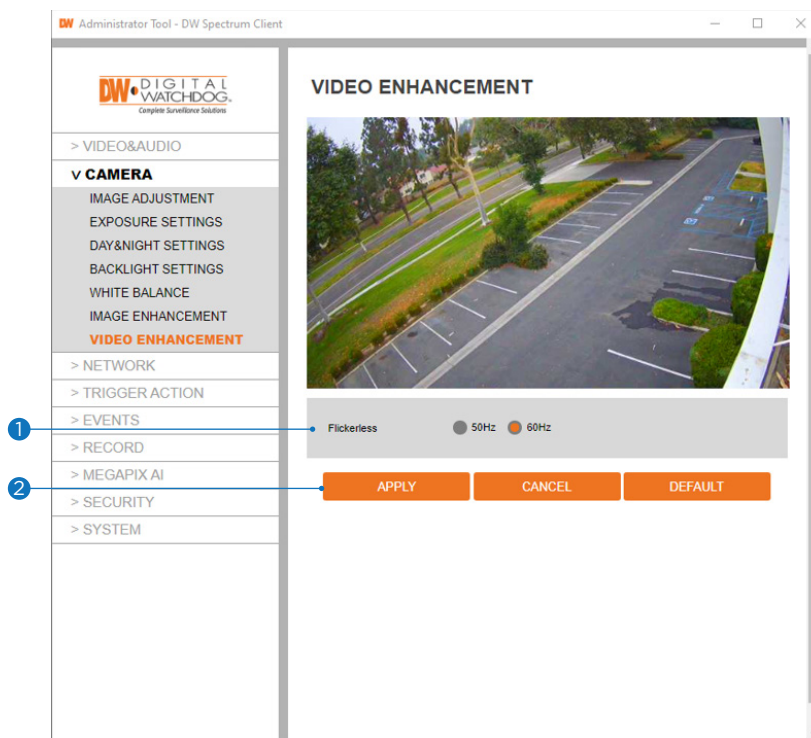 DW Administrator Tool - DW Spectrum Client
DW DIGITAL
WATCHDOG®
Complete Surveillance Solutions
VIDEO ENHANCEMENT
> VIDEO&AUDIO
v CAMERA
IMAGE ADJUSTMENT
EXPOSURE SETTINGS
DAY&NIGHT SETTINGS
BACKLIGHT SETTINGS
WHITE BALANCE
IMAGE ENHANCEMENT
VIDEO ENHANCEMENT
> NETWORK
> TRIGGER ACTION
> EVENTS
> RECORD
> MEGAPIX AI
> SECURITY
> SYSTEM
1 Flickerless 50Hz 60Hz
2 APPLY CANCEL DEFAULT